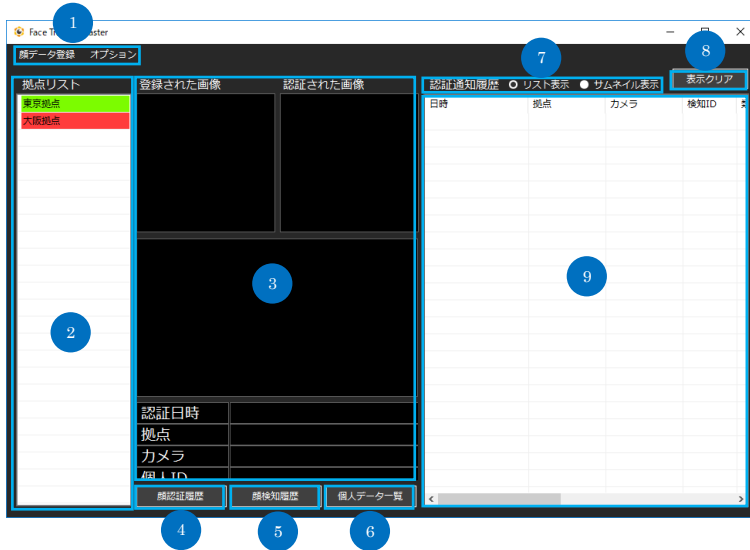 1
Face Tr aster
7
8
顔データ登録 オプション
拠点リスト
登録された画像
認証された画像
認証通知履歴 リスト表示 サムネイル表示
表示クリア
東京拠点
大阪拠点
日時 拠点 カメラ 検知ID
3
9
2
認証日時
拠点
カメラ
個人ID
顔認証履歴
顔検知履歴
個人データ一覧
4
5
6